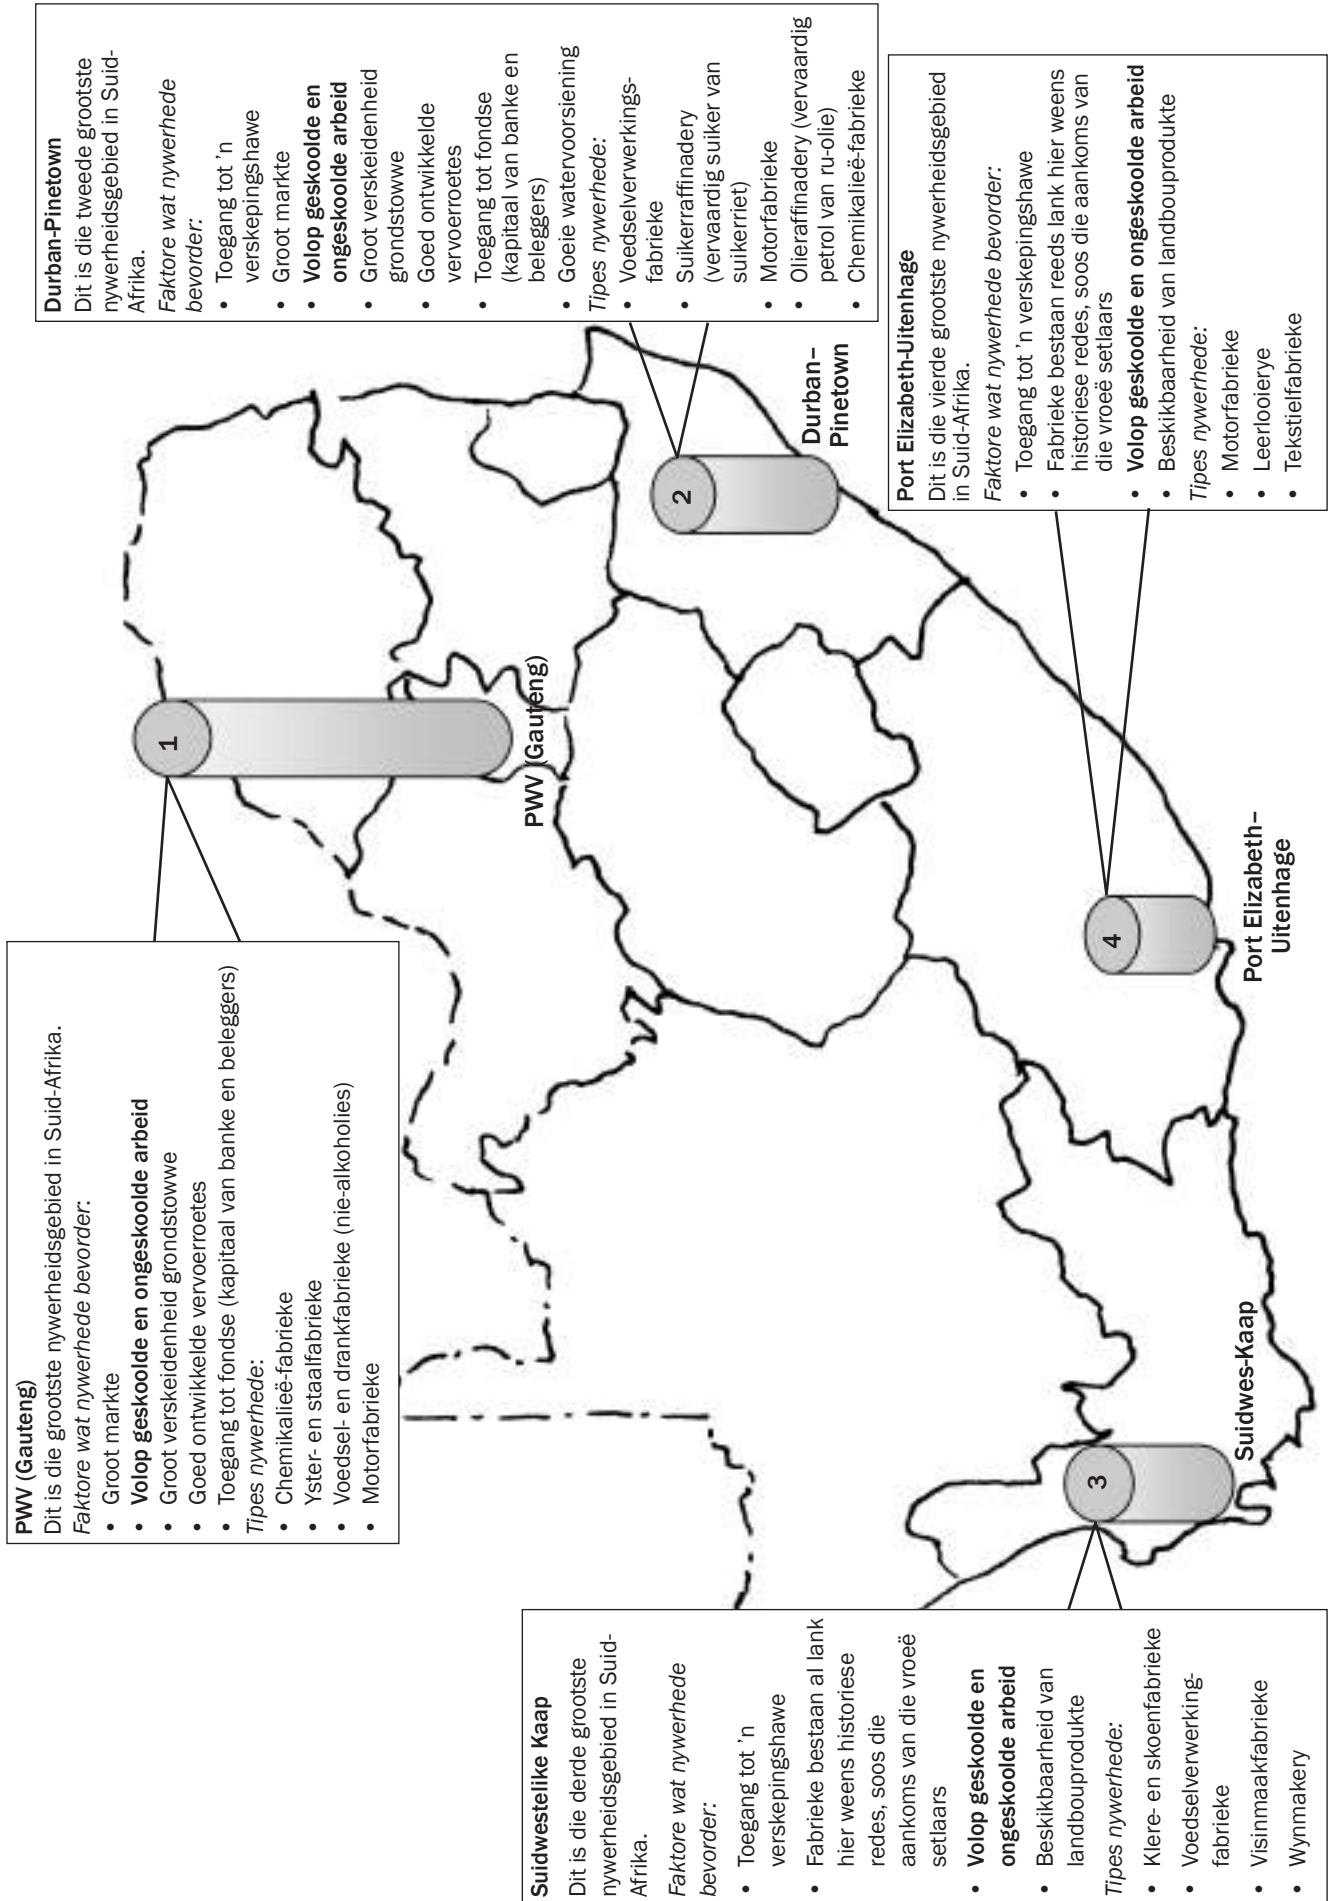 PWV (Gauteng)
Dit is die grootste nywerheidsgebied in Suid-Afrika.
Faktore wat nywerhede bevorder:
• Groot markte
• Volop geskoolde en ongeskoolde arbeid
• Groot verskeidenheid grondstowwe
• Goed ontwikkelde vervoerroetes
• Toegang tot fondse (kapitaal van banke en beleggers)
Tipes nywerhede:
• Chemikalieë-fabrieke
• Yster- en staalfabrieke
• Voedsel- en drankfabrieke (nie-alkoholies)
• Motorfabrieke
Durban-Pinetown
Dit is die tweede grootste
nywerheidsgebied in Suid-
Afrika.
Faktore wat nywerhede
bevorder:
• Toegang tot ’n
verskepingshawe
• Groot markte
• Volop geskoolde en
ongeskoolde arbeid
• Groot verskeidenheid
grondstowwe
• Goed ontwikkelde
vervoerroetes
• Toegang tot fondse
(kapitaal van banke en
beleggers)
• Goeie watervoorsiening
Tipes nywerhede:
• Voedselverwerkings-
fabrieke
• Suikerraffinadery
(vervaardig suiker van
suikerriet)
• Motorfabrieke
• Olieraffinadery (vervaardig
petrol van ru-olie)
• Chemikalieë-fabrieke
1
PWV (Gauteng)
2
Durban–
Pinetown
3
Suidwes-Kaap
4
Port Elizabeth–
Uitenhage
Suidwestelike Kaap
Dit is die derde grootste
nywerheidsgebied in Suid-
Afrika.
Faktore wat nywerhede
bevorder:
• Toegang tot ’n
verskepingshawe
• Fabrieke bestaan al lank
hier weens historiese
redes, soos die
aankoms van die vroeë
setlaars
• Volop geskoolde en
ongeskoolde arbeid
• Beskikbaarheid van
landbouprodukte
Tipes nywerhede:
• Klere- en skoenfabrieke
• Voedselverwerking-
fabrieke
• Visinmaakfabrieke
• Wynmakery
Port Elizabeth-Uitenhage
Dit is die vierde grootste nywerheidsgebied
in Suid-Afrika.
Faktore wat nywerhede bevorder:
• Toegang tot ’n verskepingshawe
• Fabrieke bestaan reeds lank hier weens
historiese redes, soos die aankoms van
die vroeë setlaars
• Volop geskoolde en ongeskoolde arbeid
• Beskikbaarheid van landbouprodukte
Tipes nywerhede:
• Motorfabrieke
• Leerlooierye
• Tekstielfabrieke